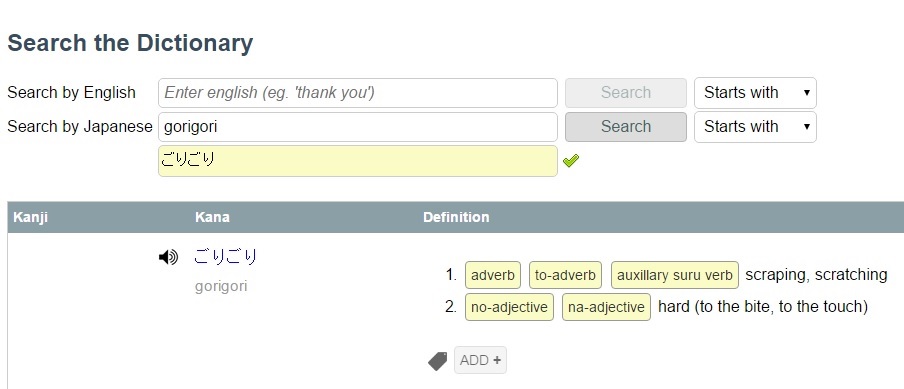 Search the Dictionary
Search by English Enter english (eg. 'thank you') Search Starts with
Search by Japanese gorigori Search Starts with
ごりごり
Kanji Kana Definition
ごりごり
gorigori
1. adverb to-adverb auxillary suru verb scraping, scratching
2. no-adjective na-adjective hard (to the bite, to the touch)
ADD +